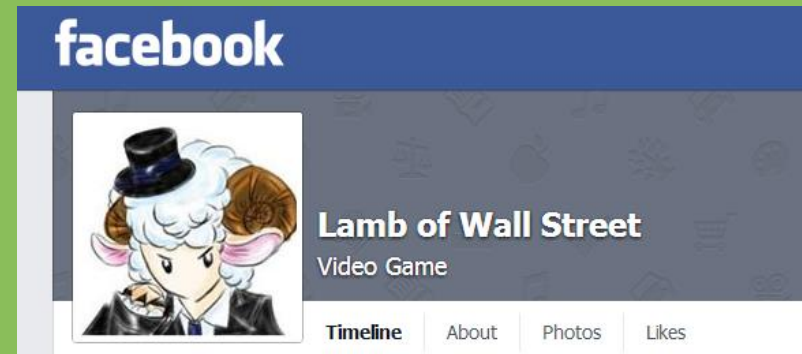 facebook
Lamb of Wall Street
Video Game
Timeline About Photos Likes